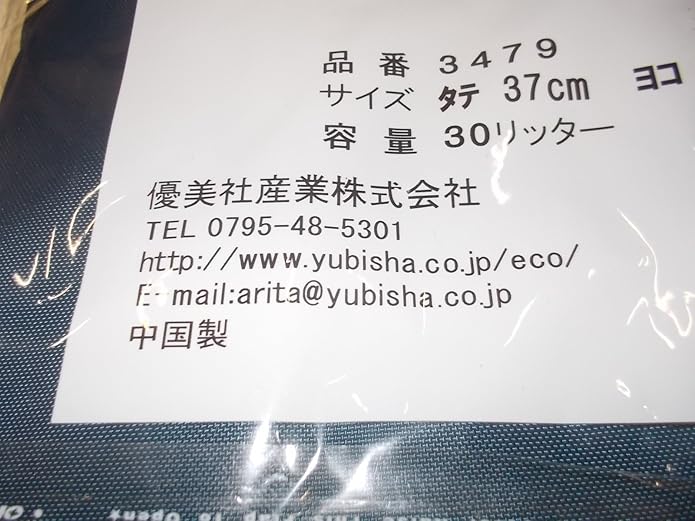 品番 3479
サイズ タテ 37cm ヨコ
容量 30リッター
優美社産業株式会社
TEL 0795-48-5301
http://www.yubisha.co.jp/eco/
E-mail:arita@yubisha.co.jp
中国製
to Open